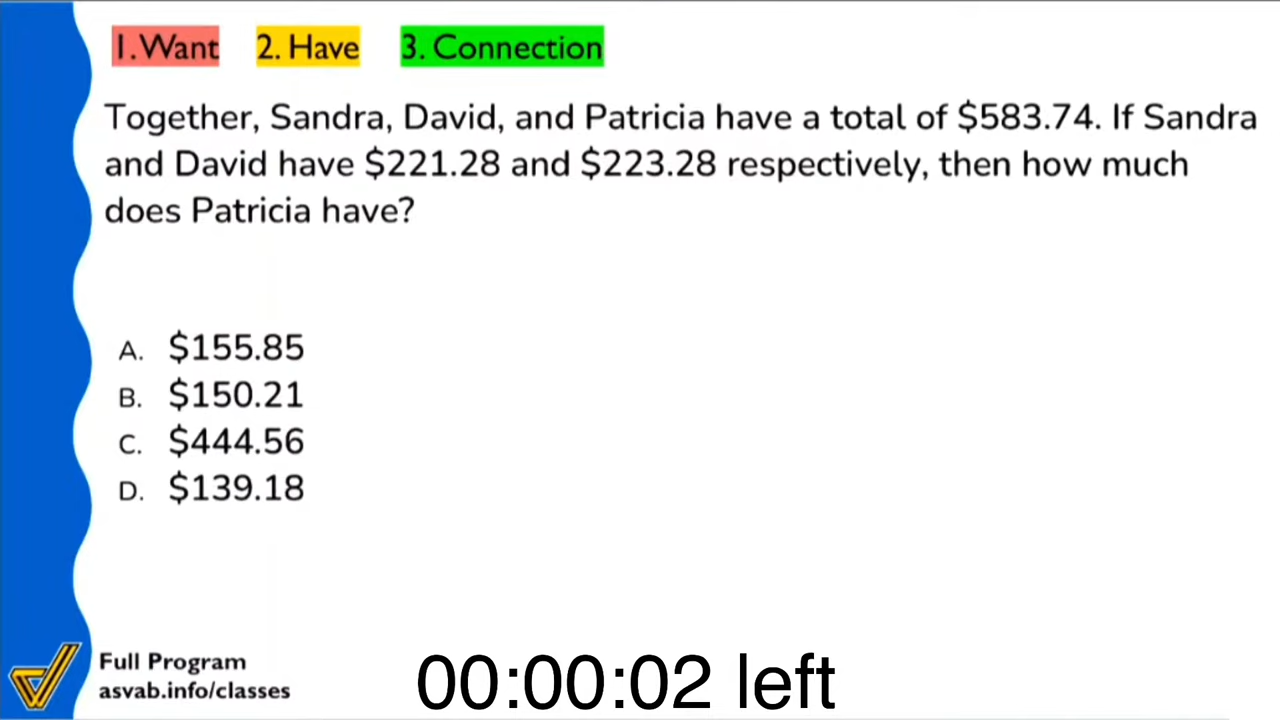 1. Want 2. Have 3. Connection
Together, Sandra, David, and Patricia have a total of $583.74. If Sandra
and David have $221.28 and $223.28 respectively, then how much
does Patricia have?
A. $155.85
B. $150.21
C. $444.56
D. $139.18
Full Program
asvab.info/classes
00:00:02 left